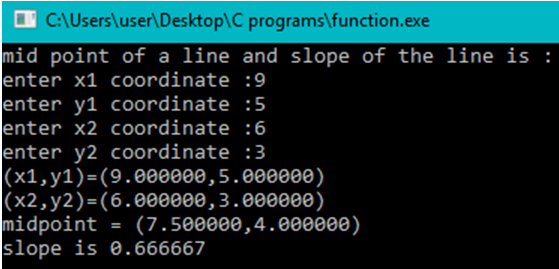 C:\Users\user\Desktop\C programs\function.exe
mid point of a line and slope of the line is :
enter x1 coordinate :9
enter y1 coordinate :5
enter x2 coordinate :6
enter y2 coordinate :3
(x1,y1)=(9.000000,5.000000)
(x2,y2)=(6.000000,3.000000)
midpoint = (7.500000,4.000000)
slope is 0.666667